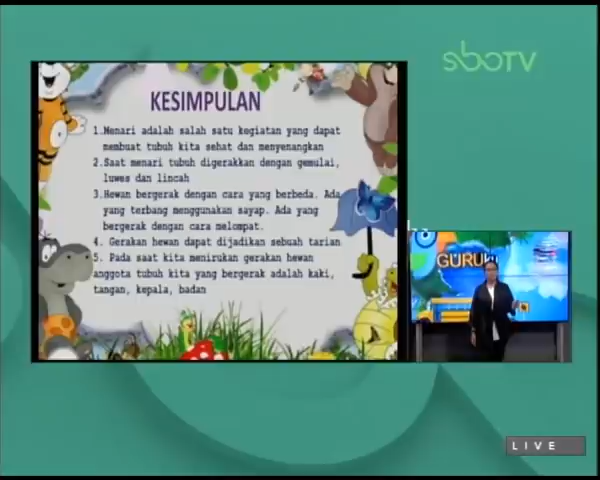 sboTV
KESIMPULAN
1.Menari adalah salah satu kegiatan yang dapat
membuat tubuh kita sehat dan menyenangkan
2.Saat menari tubuh digerakkan dengan gemulai,
luwes dan lincah
3.Hewan bergerak dengan cara yang berbeda. Ada
yang terbang menggunakan sayap. Ada yang
bergerak dengan cara melompat.
4. Gerakan hewan dapat dijadikan sebuah tarian
5. Pada saat kita menirukan gerakan hewan
anggota tubuh kita yang bergerak adalah kaki,
tangan, kepala, badan
GURUKU
LIVE